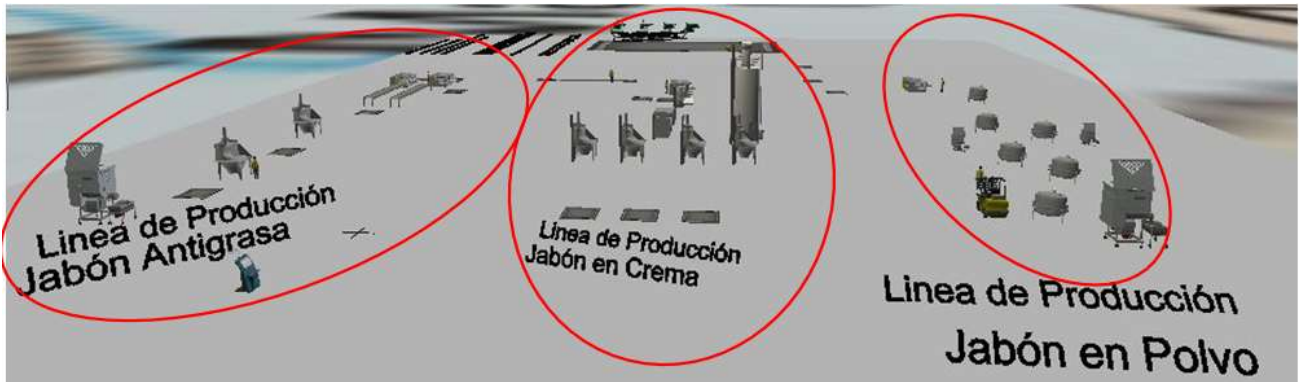 Linea de Producción
Jabón Antigrasa
Linea de Producción
Jabón en Crema
Linea de Producción
Jabón en Polvo